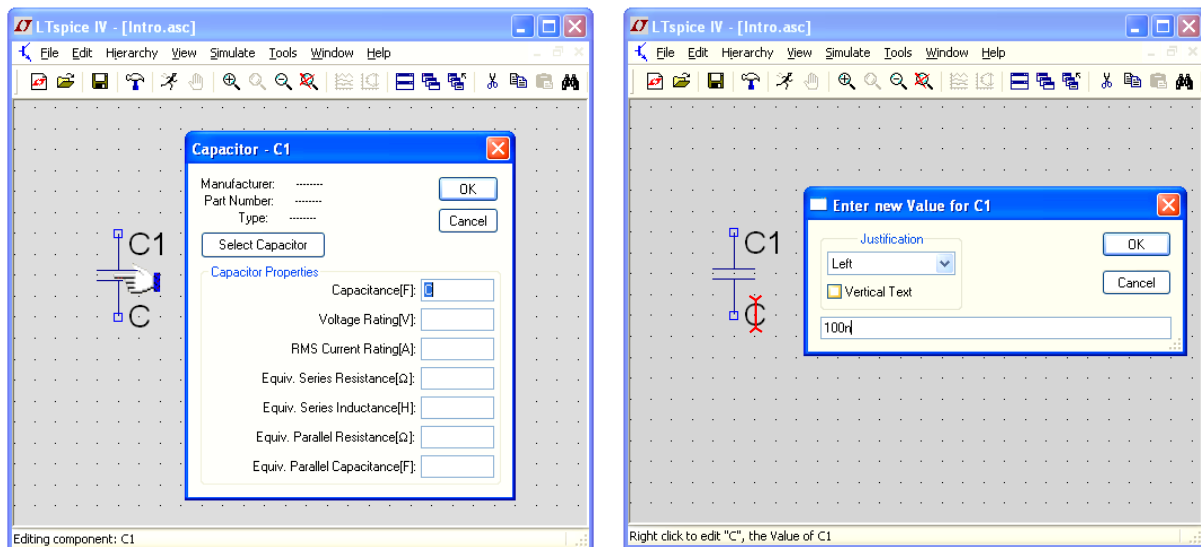 LTspice IV - [Intro.asc]
File Edit Hierarchy View Simulate Tools Window Help
Capacitor - C1
Manufacturer: --------
Part Number: --------
Type: --------
OK
Cancel
Select Capacitor
Capacitor Properties
Capacitance[F]: C
Voltage Rating[V]:
RMS Current Rating[A]:
Equiv. Series Resistance[Ω]:
Equiv. Series Inductance[H]:
Equiv. Parallel Resistance[Ω]:
Equiv. Parallel Capacitance[F]:
C1
C
Editing component: C1
LTspice IV - [Intro.asc]
File Edit Hierarchy View Simulate Tools Window Help
Enter new Value for C1
Justification
Left
Vertical Text
OK
Cancel
100n
C1
C
Right click to edit "C", the Value of C1